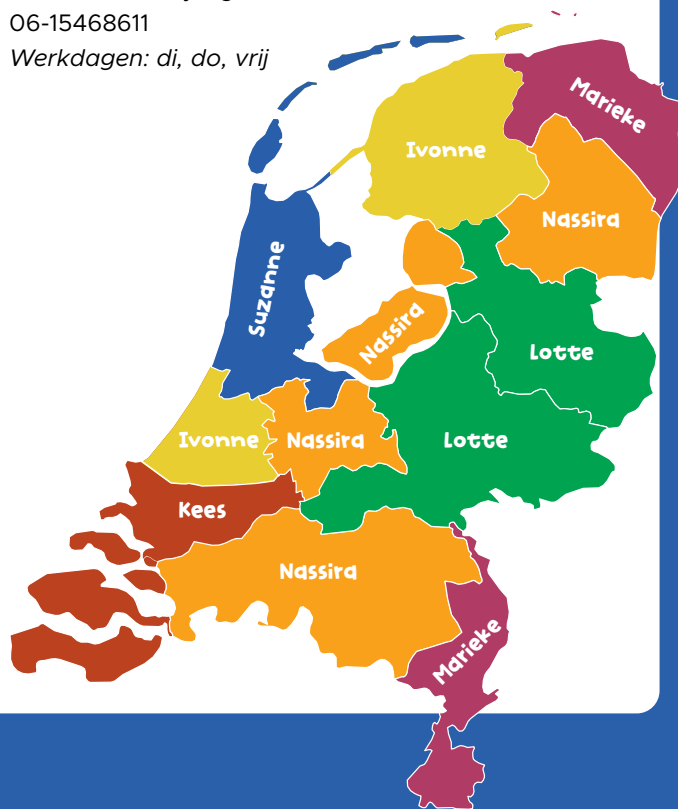 06-15468611
Werkdagen: di, do, vrij
Marieke
Ivonne
Nassira
Suzanne
Nassira
Lotte
Ivonne
Nassira
Lotte
Kees
Nassira
Marieke